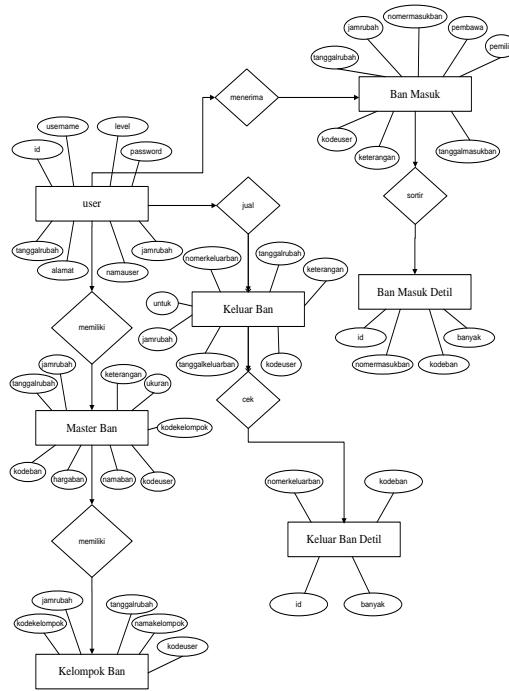 nomermasukban
jamrubah
pembawa
tanggalrubah
menerima
Ban Masuk
username
level
id
password
kodeuser
keterangan
tanggalmasukban
user
jual
sortir
tanggalrubah
alamat
namauser
jamrubah
nomerkeluarban
tanggalrubah
keterangan
untuk
Keluar Ban
Ban Masuk Detil
jamrubah
memiliki
tanggalkeluarban
kodeuser
id
banyak
nomermasukban
kodeban
jamrubah
tanggalrubah
keterangan
ukuran
cek
Master Ban
kodekelompok
kodeban
hargaban
namaban
kodeuser
nomerkeluarban
kodeban
memiliki
Keluar Ban Detil
id
banyak
jamrubah
tanggalrubah
kodekelompok
namakelompok
kodeuser
Kelompok Ban